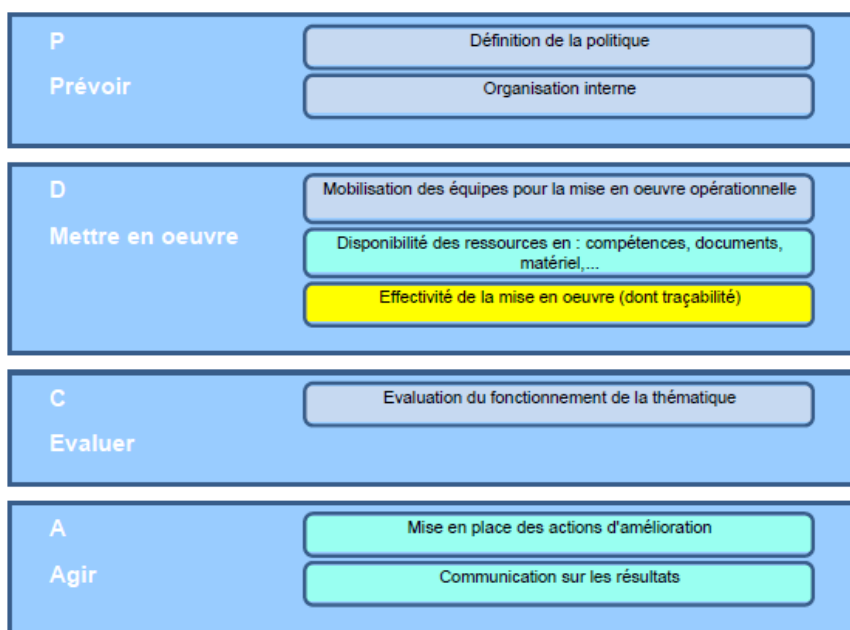 P
Prévoir
Définition de la politique
Organisation interne
D
Mettre en oeuvre
Mobilisation des équipes pour la mise en oeuvre opérationnelle
Disponibilité des ressources en : compétences, documents,
matériel,...
Effectivité de la mise en oeuvre (dont traçabilité)
C
Evaluer
Evaluation du fonctionnement de la thématique
A
Agir
Mise en place des actions d'amélioration
Communication sur les résultats